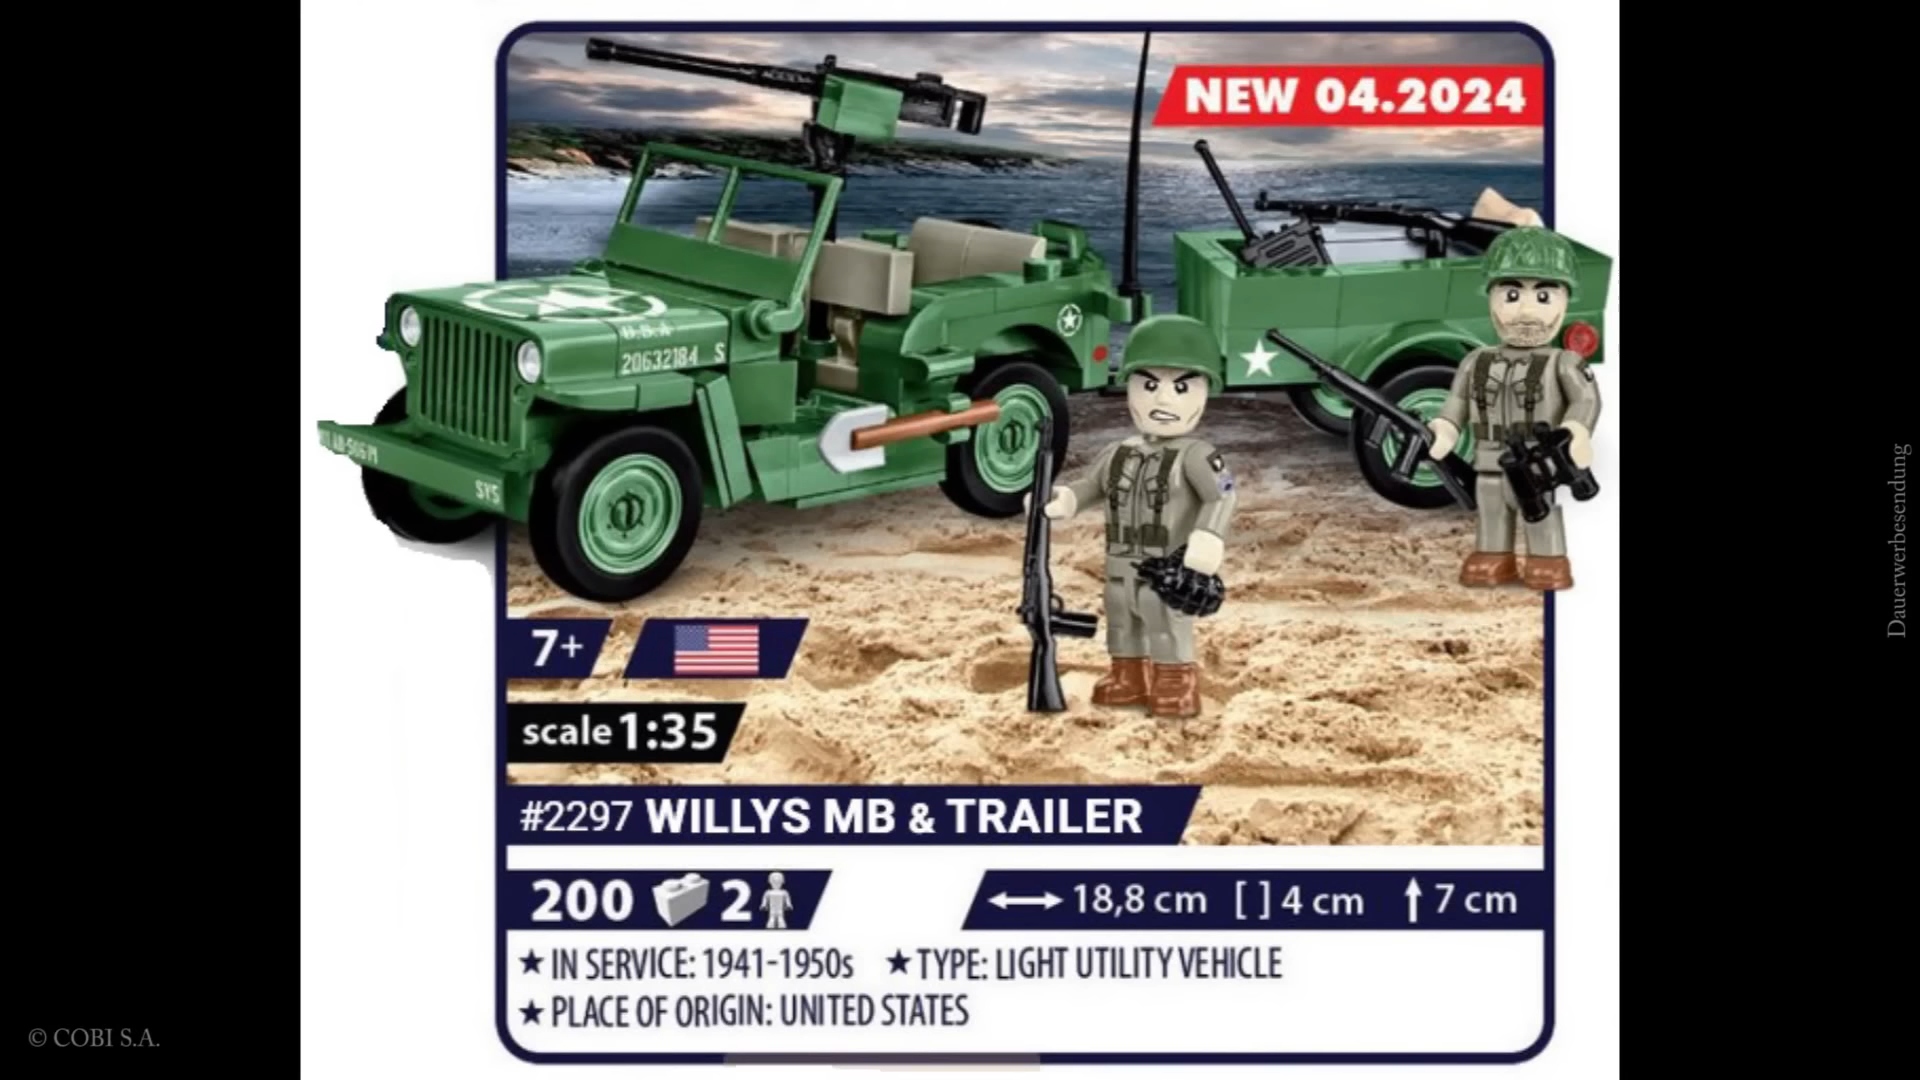 NEW 04.2024
U.S.A
20632184 S
SYS
7+
scale 1:35
#2297 WILLYS MB & TRAILER
200 2
18,8 cm [ ] 4 cm 7 cm
★ IN SERVICE: 1941-1950s ★ TYPE: LIGHT UTILITY VEHICLE
★ PLACE OF ORIGIN: UNITED STATES
© COBI S.A.
Dauerwerbesendung